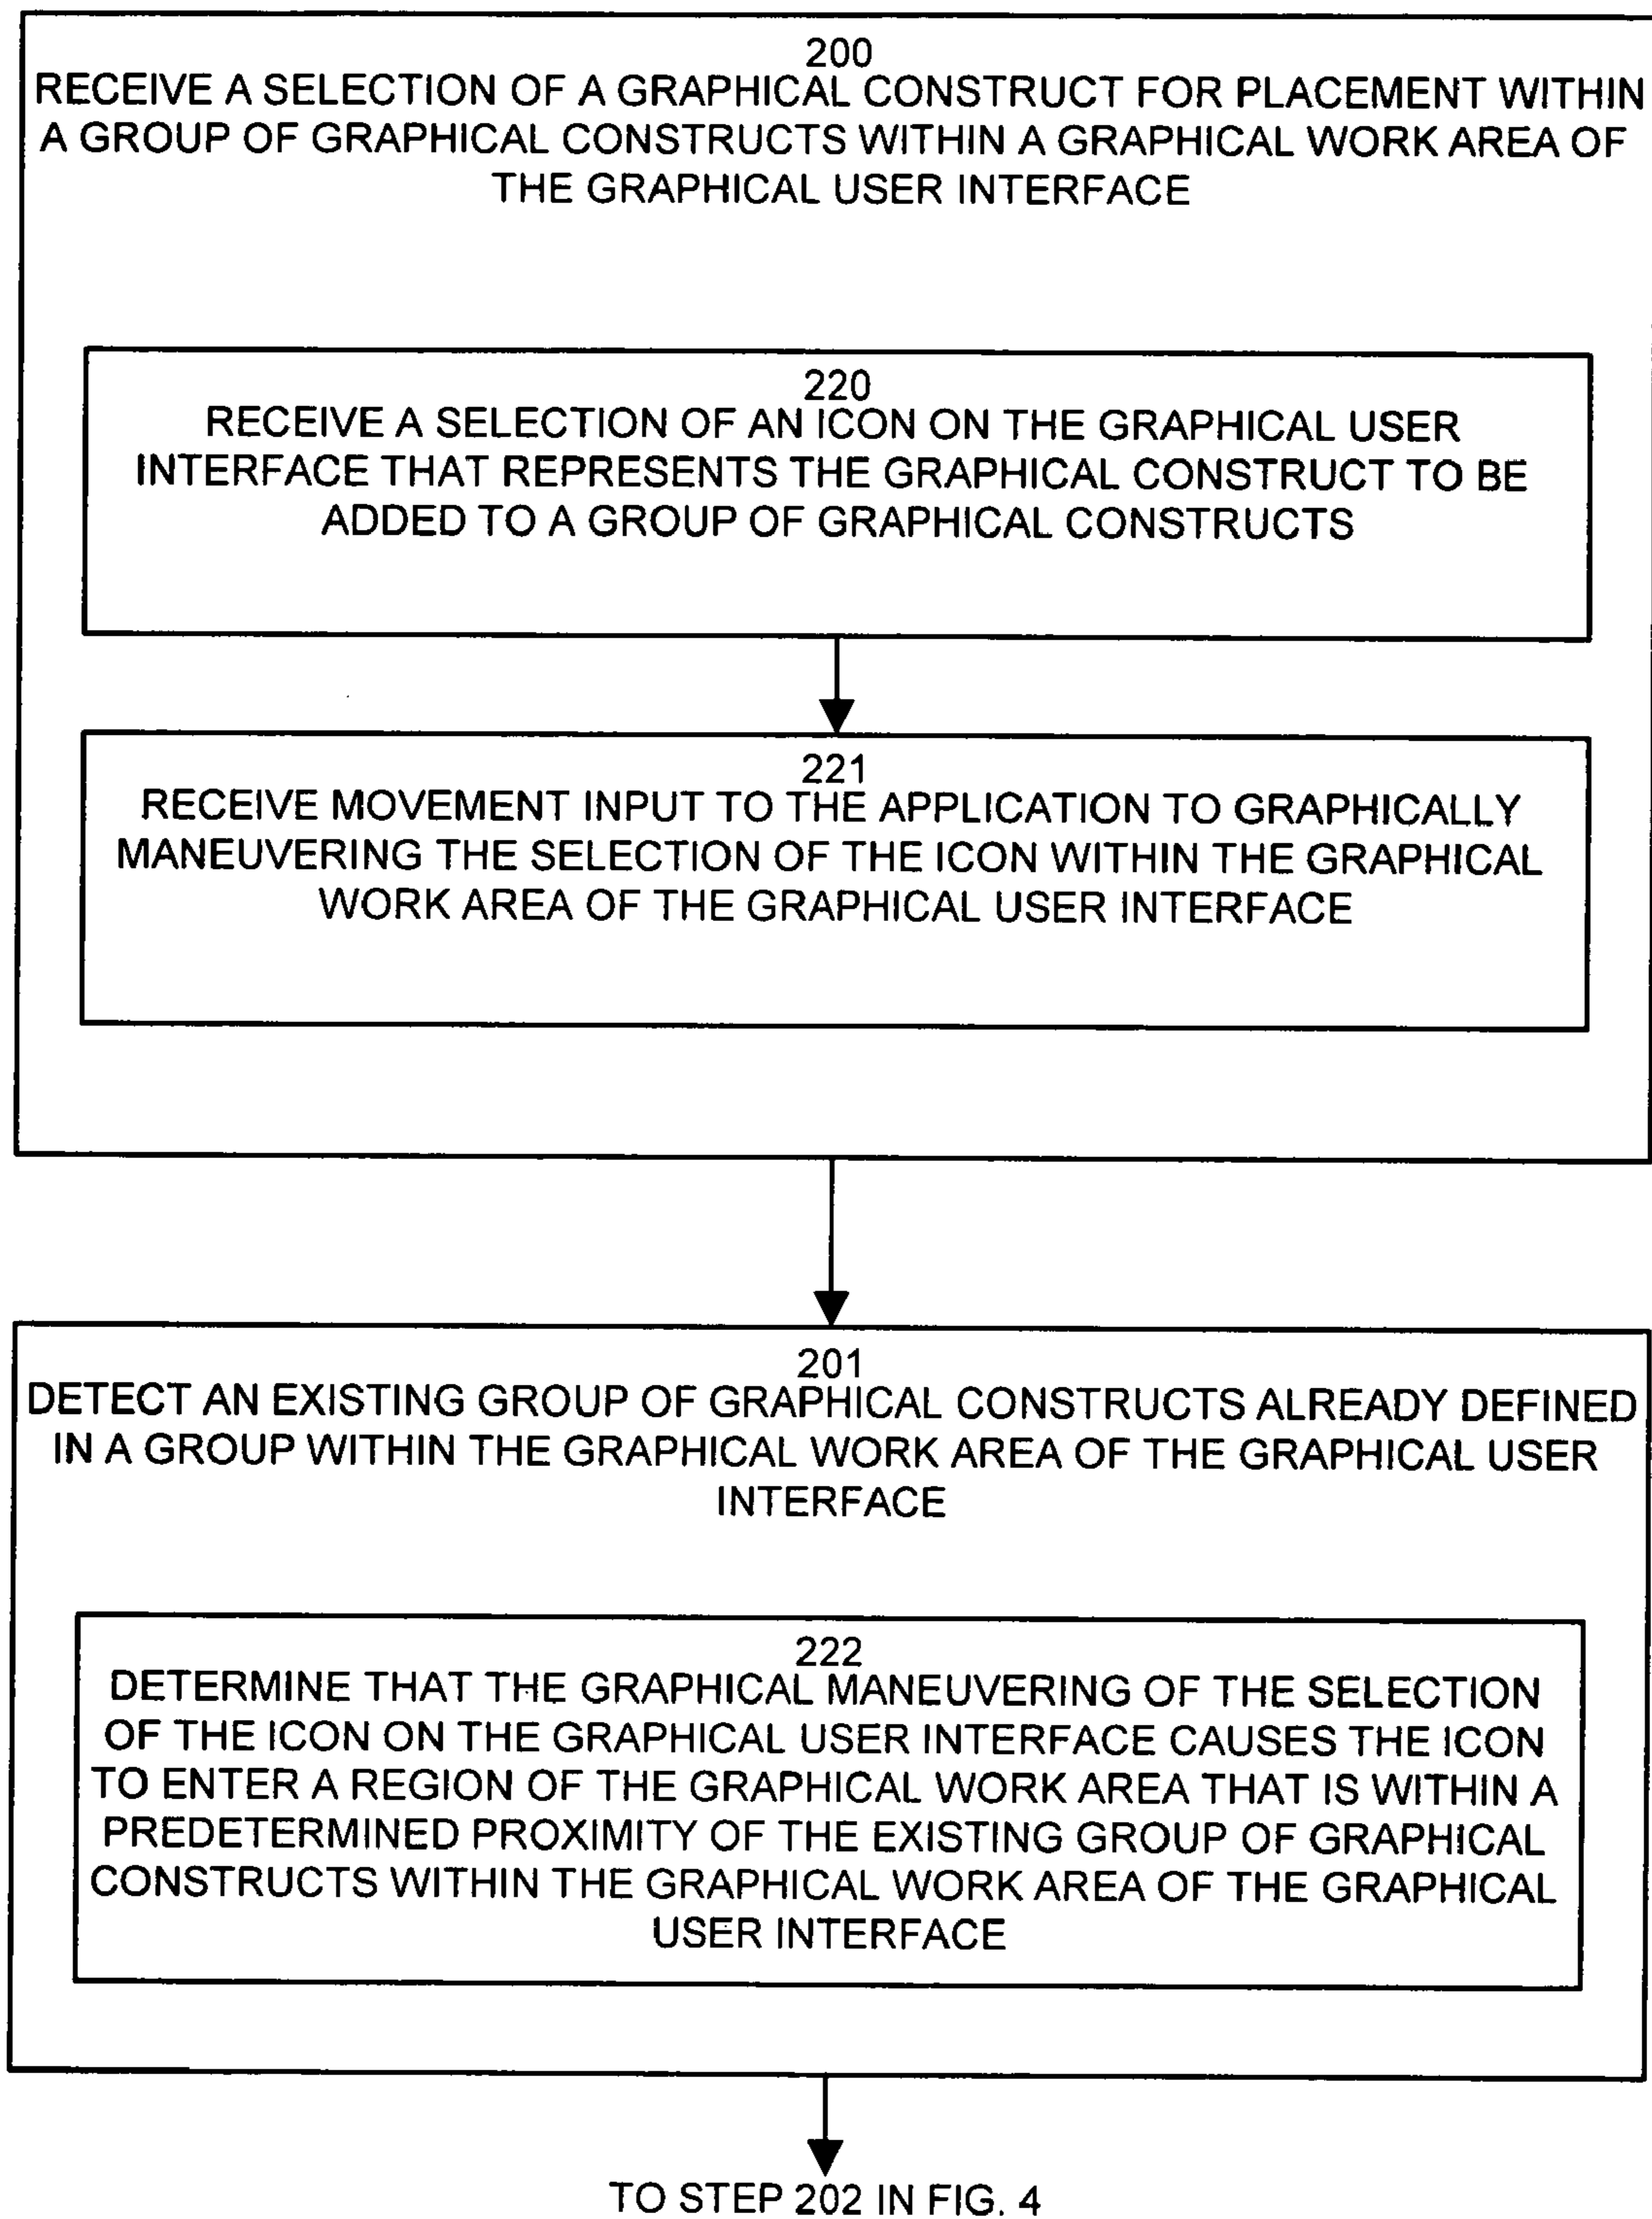 200
RECEIVE A SELECTION OF A GRAPHICAL CONSTRUCT FOR PLACEMENT WITHIN
A GROUP OF GRAPHICAL CONSTRUCTS WITHIN A GRAPHICAL WORK AREA OF
THE GRAPHICAL USER INTERFACE
220
RECEIVE A SELECTION OF AN ICON ON THE GRAPHICAL USER
INTERFACE THAT REPRESENTS THE GRAPHICAL CONSTRUCT TO BE
ADDED TO A GROUP OF GRAPHICAL CONSTRUCTS
221
RECEIVE MOVEMENT INPUT TO THE APPLICATION TO GRAPHICALLY
MANEUVERING THE SELECTION OF THE ICON WITHIN THE GRAPHICAL
WORK AREA OF THE GRAPHICAL USER INTERFACE
201
DETECT AN EXISTING GROUP OF GRAPHICAL CONSTRUCTS ALREADY DEFINED
IN A GROUP WITHIN THE GRAPHICAL WORK AREA OF THE GRAPHICAL USER
INTERFACE
222
DETERMINE THAT THE GRAPHICAL MANEUVERING OF THE SELECTION
OF THE ICON ON THE GRAPHICAL USER INTERFACE CAUSES THE ICON
TO ENTER A REGION OF THE GRAPHICAL WORK AREA THAT IS WITHIN A
PREDETERMINED PROXIMITY OF THE EXISTING GROUP OF GRAPHICAL
CONSTRUCTS WITHIN THE GRAPHICAL WORK AREA OF THE GRAPHICAL
USER INTERFACE
TO STEP 202 IN FIG. 4